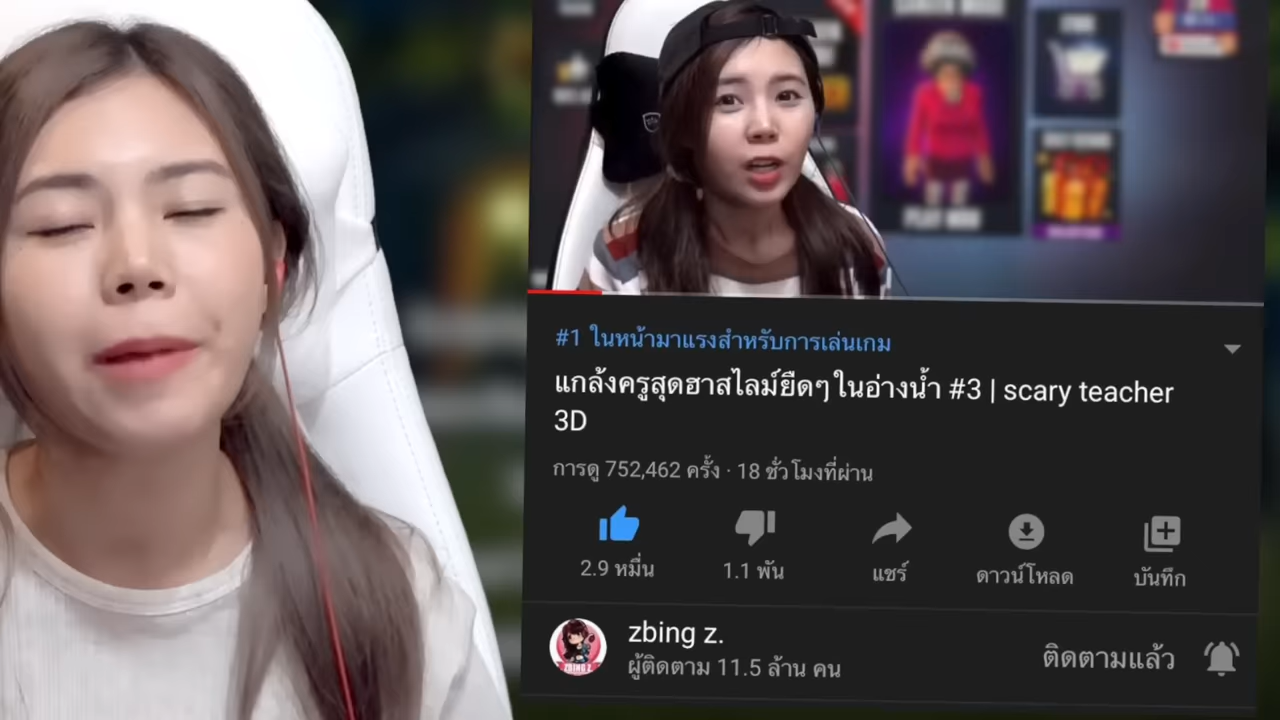 PLAY NOW
#1 ในหน้ามาแรงสำหรับการเล่นเกม
แกล้งครูสุดฮาสไลม์ยืดๆในอ่างน้ำ #3 | scary teacher
3D
การดู 752,462 ครั้ง · 18 ชั่วโมงที่ผ่าน
2.9 หมื่น
1.1 พัน
แชร์
ดาวน์โหลด
บันทึก
ZBING Z.
zbing z.
ผู้ติดตาม 11.5 ล้าน คน
ติดตามแล้ว